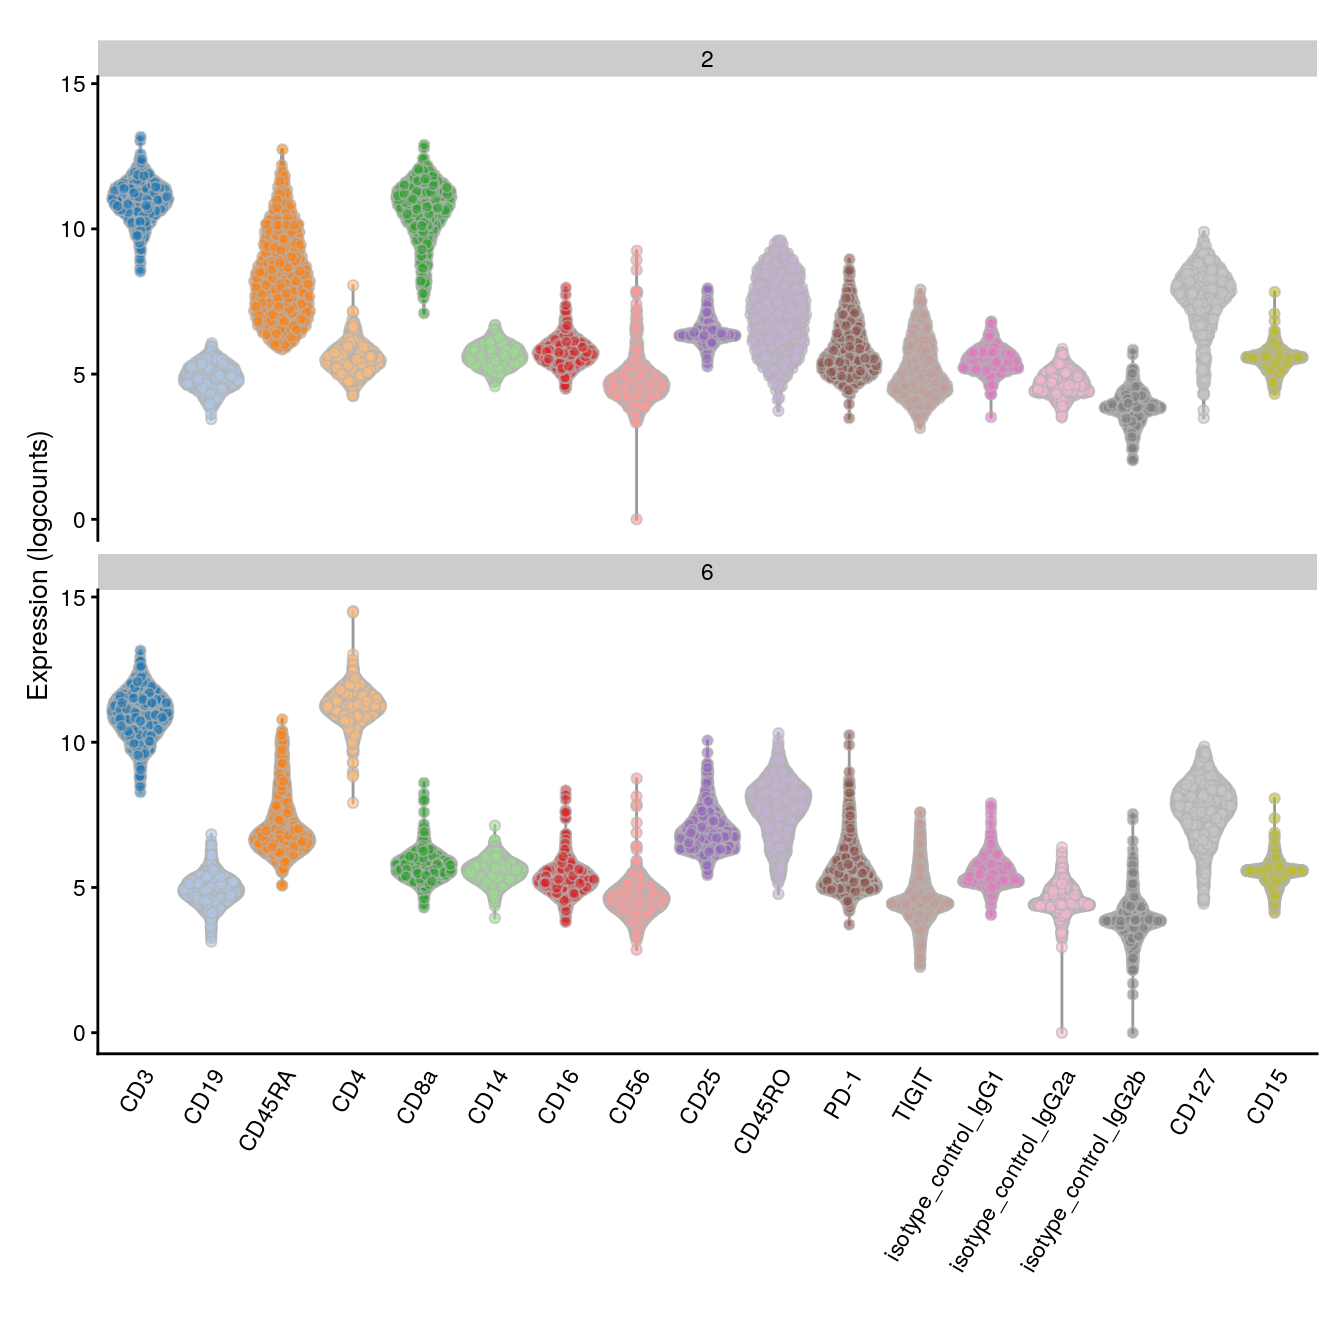 2
15
10
5
0
Expression (logcounts)
6
15
10
5
0
CD3
CD19
CD45RA
CD4
CD8a
CD14
CD16
CD56
CD25
CD45RO
PD-1
TIGIT
isotype_control_IgG1
isotype_control_IgG2a
isotype_control_IgG2b
CD127
CD15